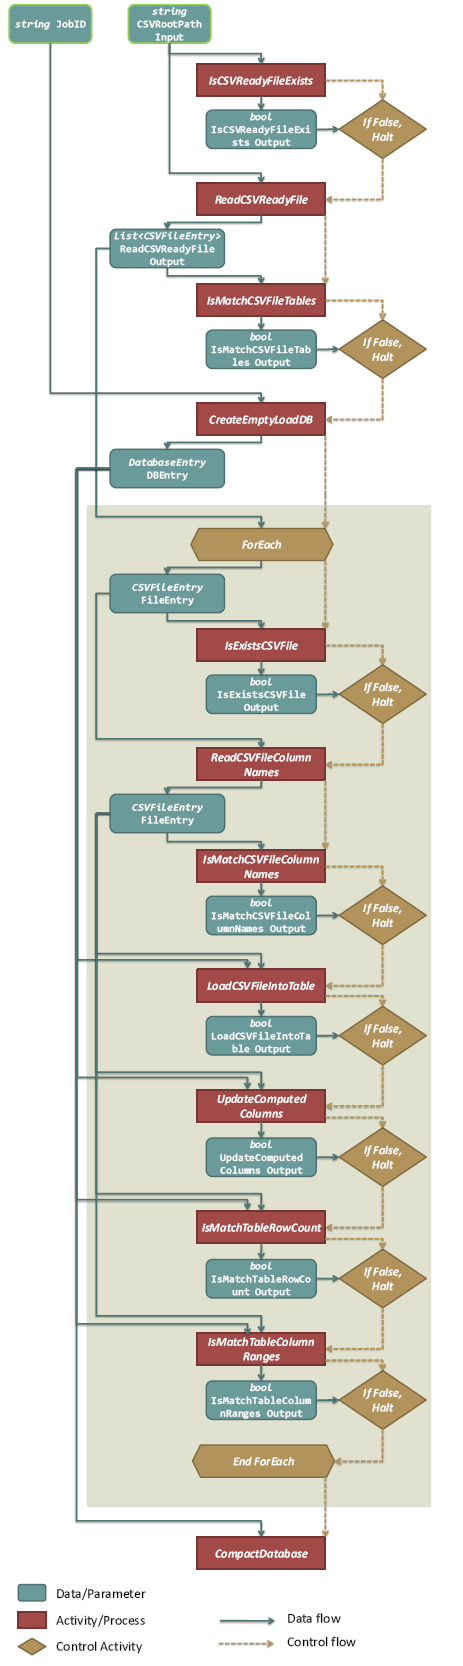 string JobID
string
CSVRootPath
Input
IsCSVReadyFileExists
bool
IsCSVReadyFileExi
sts Output
If False,
Halt
ReadCSVReadyFile
List<CSVFileEntry>
ReadCSVReadyFile
Output
IsMatchCSVFileTables
bool
IsMatchCSVFileTab
les Output
If False,
Halt
CreateEmptyLoadDB
DatabaseEntry
DBEntry
ForEach
CSVFileEntry
FileEntry
IsExistsCSVFile
bool
IsExistsCSVFile
Output
If False,
Halt
ReadCSVFileColumn
Names
CSVFileEntry
FileEntry
IsMatchCSVFileColumn
Names
bool
IsMatchCSVFileCol
umnNames Output
If False,
Halt
LoadCSVFileIntoTable
bool
LoadCSVFileIntoTa
ble Output
If False,
Halt
UpdateComputed
Columns
bool
UpdateComputed
Columns Output
If False,
Halt
IsMatchTableRowCount
bool
IsMatchTableRowCo
unt Output
If False,
Halt
IsMatchTableColumn
Ranges
bool
IsMatchTableColum
nRanges Output
If False,
Halt
End ForEach
CompactDatabase
Data/Parameter
Activity/Process
Control Activity
Data flow
Control flow